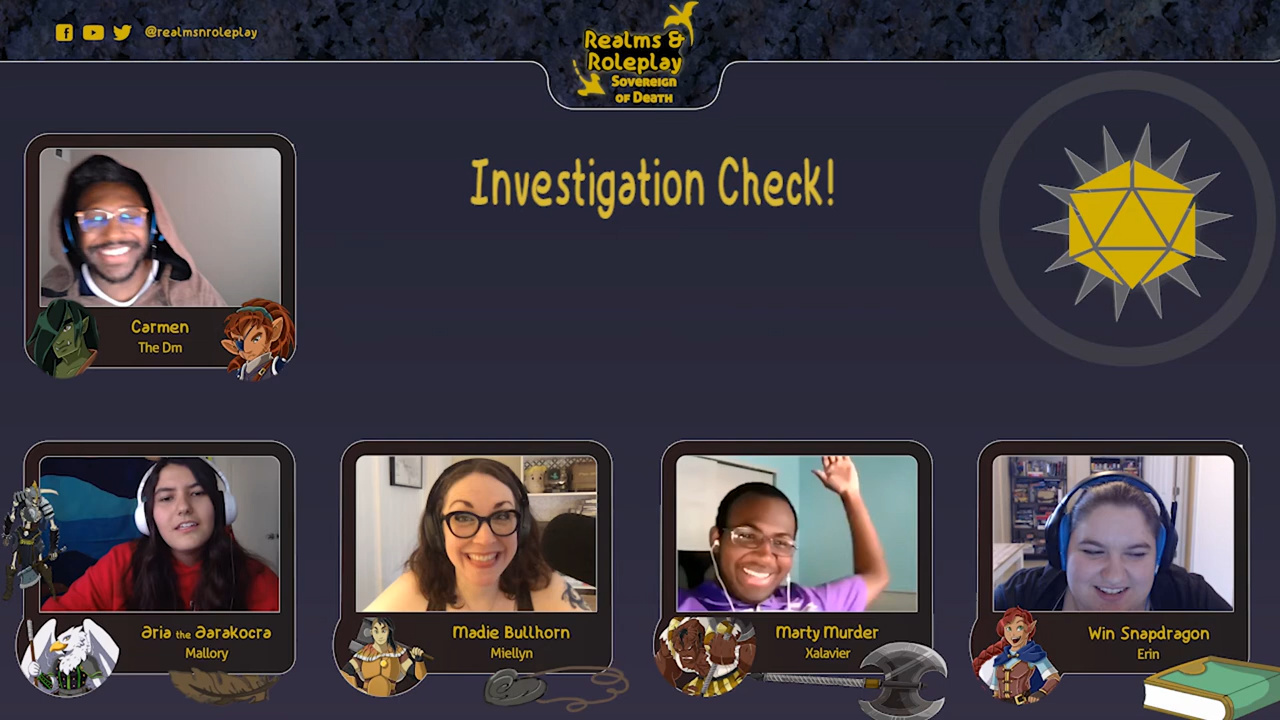 @realmsnroleplay
Realms &
Roleplay
Sovereign
of Death
Investigation Check!
Carmen
The Dm
Aria the Aarakocra
Mallory
Madie Bullhorn
Miellyn
Marty Murder
Xalavier
Win Snapdragon
Erin